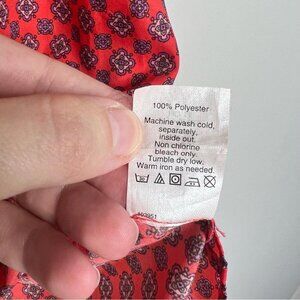 100% Polyester
Machine wash cold,
separately,
inside out.
Non chlorine
bleach only.
Tumble dry low.
Warm iron as needed.